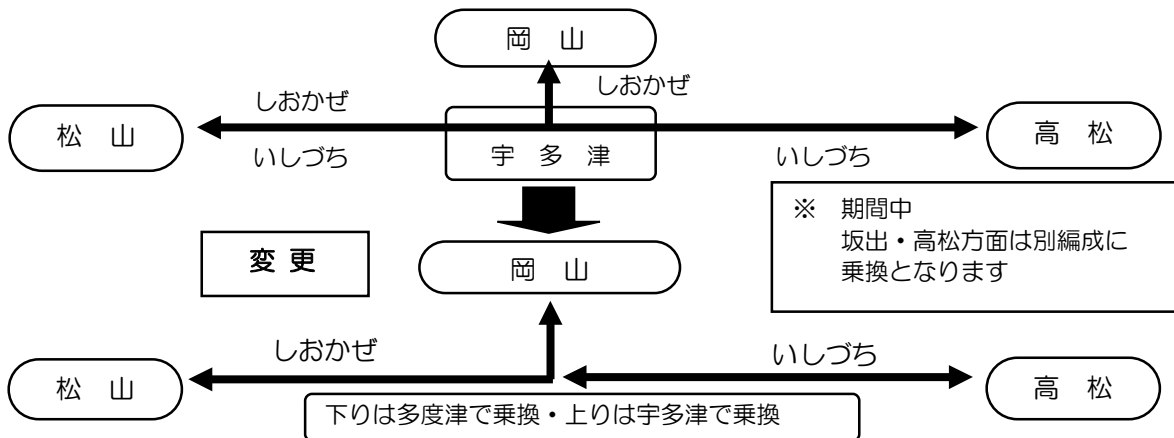 岡 山
しおかぜ
しおかぜ
松 山
高 松
宇 多 津
いしづち
いしづち
※ 期間中
坂出・高松方面は別編成に
乗換となります
変 更
岡 山
しおかぜ
いしづち
松 山
高 松
下りは多度津で乗換・上りは宇多津で乗換